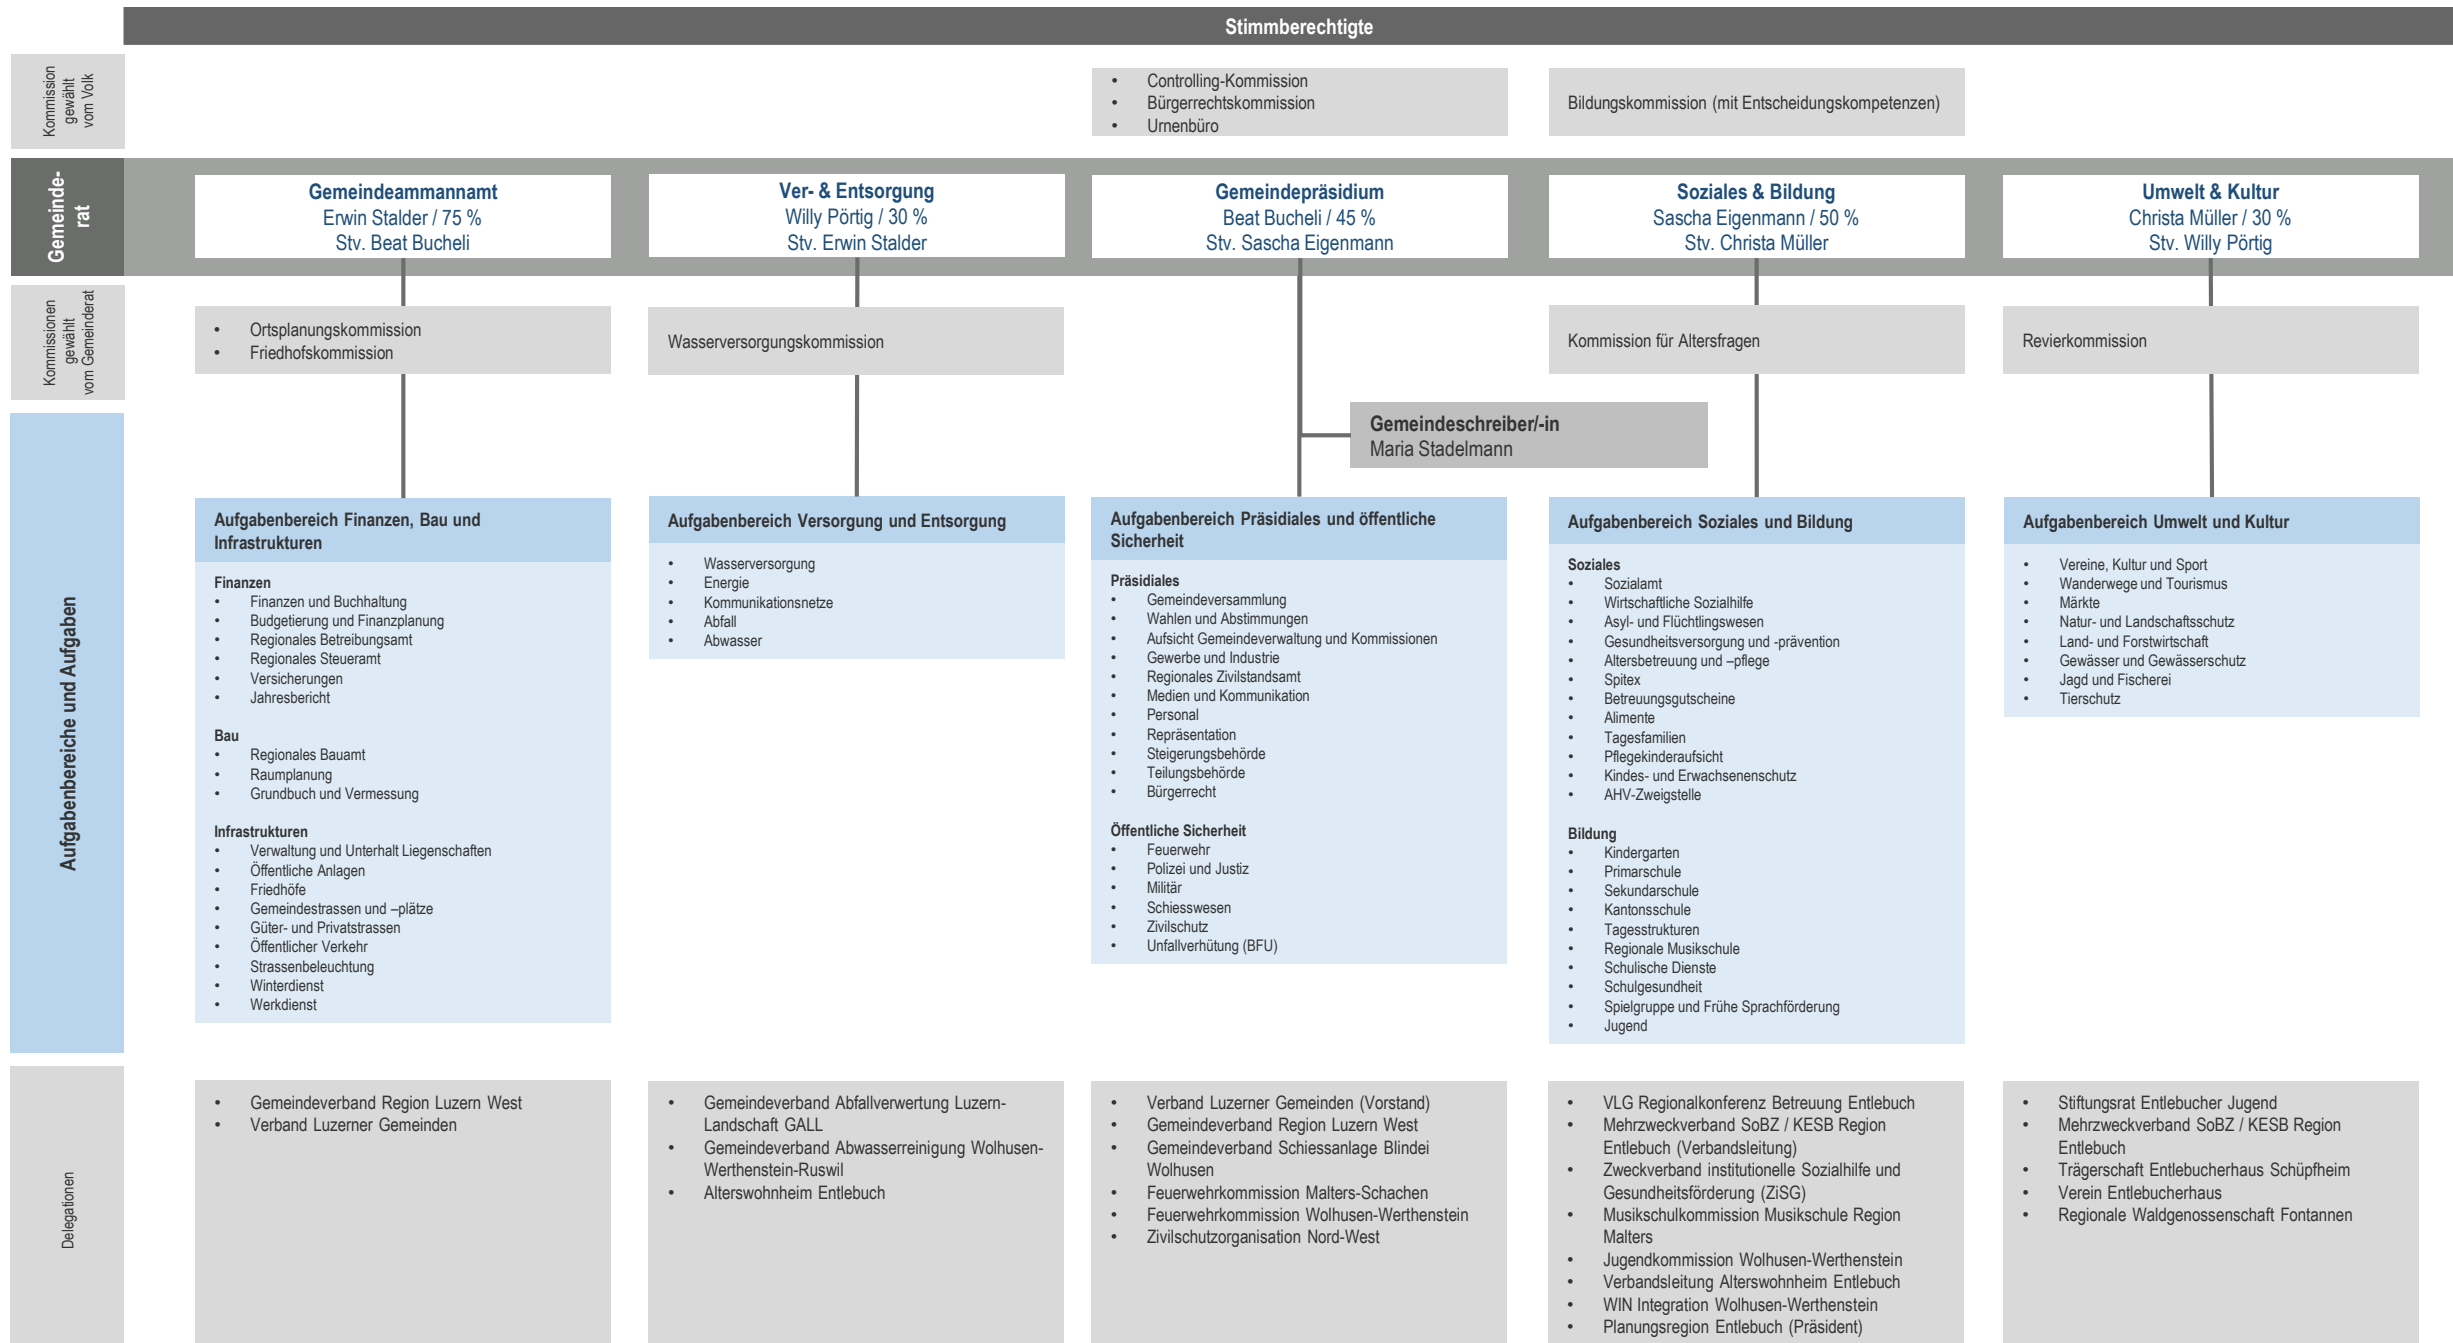 Stimmberechtigte
Kommission
gewählt
vom Volk
• Controlling-Kommission
• Bürgerrechtskommission
• Urnenbüro
Bildungskommission (mit Entscheidungskompetenzen)
Gemeinde-
rat
Gemeindeammannamt
Erwin Stalder / 75 %
Stv. Beat Bucheli
Ver- & Entsorgung
Willy Pörtig / 30 %
Stv. Erwin Stalder
Gemeindepräsidium
Beat Bucheli / 45 %
Stv. Sascha Eigenmann
Soziales & Bildung
Sascha Eigenmann / 50 %
Stv. Christa Müller
Umwelt & Kultur
Christa Müller / 30 %
Stv. Willy Pörtig
Kommissionen
gewählt
vom Gemeinderat
• Ortsplanungskommission
• Friedhofskommission
Wasserversorgungskommission
Kommission für Altersfragen
Revierkommission
Gemeindeschreiber/-in
Maria Stadelmann
Aufgabenbereiche und Aufgaben
Aufgabenbereich Finanzen, Bau und
Infrastrukturen
Finanzen
• Finanzen und Buchhaltung
• Budgetierung und Finanzplanung
• Regionales Betreibungsamt
• Regionales Steueramt
• Versicherungen
• Jahresbericht
Bau
• Regionales Bauamt
• Raumplanung
• Grundbuch und Vermessung
Infrastrukturen
• Verwaltung und Unterhalt Liegenschaften
• Öffentliche Anlagen
• Friedhöfe
• Gemeindestrassen und –plätze
• Güter- und Privatstrassen
• Öffentlicher Verkehr
• Strassenbeleuchtung
• Winterdienst
• Werkdienst
Aufgabenbereich Versorgung und Entsorgung
• Wasserversorgung
• Energie
• Kommunikationsnetze
• Abfall
• Abwasser
Aufgabenbereich Präsidiales und öffentliche
Sicherheit
Präsidiales
• Gemeindeversammlung
• Wahlen und Abstimmungen
• Aufsicht Gemeindeverwaltung und Kommissionen
• Gewerbe und Industrie
• Regionales Zivilstandsamt
• Medien und Kommunikation
• Personal
• Repräsentation
• Steigerungsbehörde
• Teilungsbehörde
• Bürgerrecht
Öffentliche Sicherheit
• Feuerwehr
• Polizei und Justiz
• Militär
• Schiesswesen
• Zivilschutz
• Unfallverhütung (BFU)
Aufgabenbereich Soziales und Bildung
Soziales
• Sozialamt
• Wirtschaftliche Sozialhilfe
• Asyl- und Flüchtlingswesen
• Gesundheitsversorgung und -prävention
• Altersbetreuung und –pflege
• Spitex
• Betreuungsgutscheine
• Alimente
• Tagesfamilien
• Pflegekinderaufsicht
• Kindes- und Erwachsenenschutz
• AHV-Zweigstelle
Bildung
• Kindergarten
• Primarschule
• Sekundarschule
• Kantonsschule
• Tagesstrukturen
• Regionale Musikschule
• Schulische Dienste
• Schulgesundheit
• Spielgruppe und Frühe Sprachförderung
• Jugend
Aufgabenbereich Umwelt und Kultur
• Vereine, Kultur und Sport
• Wanderwege und Tourismus
• Märkte
• Natur- und Landschaftsschutz
• Land- und Forstwirtschaft
• Gewässer und Gewässerschutz
• Jagd und Fischerei
• Tierschutz
Delegationen
• Gemeindeverband Region Luzern West
• Verband Luzerner Gemeinden
• Gemeindeverband Abfallverwertung Luzern-
Landschaft GALL
• Gemeindeverband Abwasserreinigung Wolhusen-
Werthenstein-Ruswil
• Alterswohnheim Entlebuch
• Verband Luzerner Gemeinden (Vorstand)
• Gemeindeverband Region Luzern West
• Gemeindeverband Schiessanlage Blindei
Wolhusen
• Feuerwehrkommission Malters-Schachen
• Feuerwehrkommission Wolhusen-Werthenstein
• Zivilschutzorganisation Nord-West
• VLG Regionalkonferenz Betreuung Entlebuch
• Mehrzweckverband SoBZ / KESB Region
Entlebuch (Verbandsleitung)
• Zweckverband institutionelle Sozialhilfe und
Gesundheitsförderung (ZiSG)
• Musikschulkommission Musikschule Region
Malters
• Jugendkommission Wolhusen-Werthenstein
• Verbandsleitung Alterswohnheim Entlebuch
• WIN Integration Wolhusen-Werthenstein
• Planungsregion Entlebuch (Präsident)
• Stiftungsrat Entlebucher Jugend
• Mehrzweckverband SoBZ / KESB Region
Entlebuch
• Trägerschaft Entlebucherhaus Schüpfheim
• Verein Entlebucherhaus
• Regionale Waldgenossenschaft Fontannen